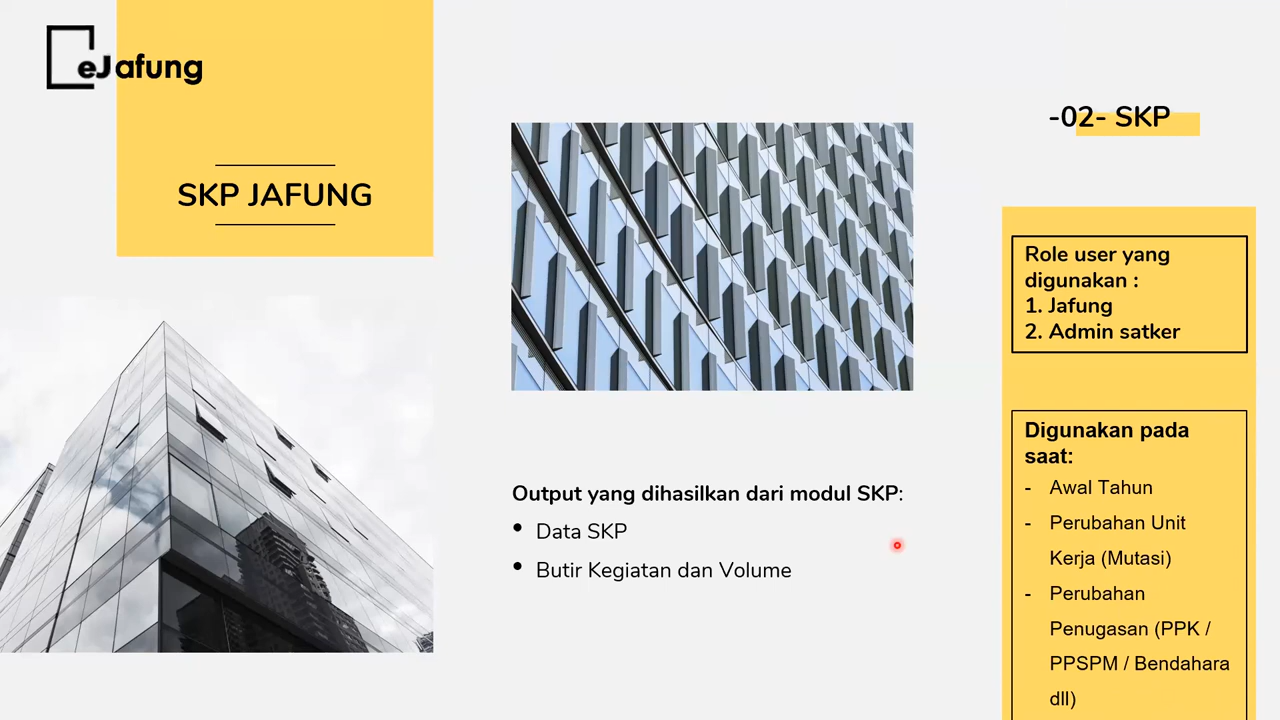 eJafung
SKP JAFUNG
Output yang dihasilkan dari modul SKP:
• Data SKP
• Butir Kegiatan dan Volume
-02- SKP
Role user yang
digunakan :
1. Jafung
2. Admin satker
Digunakan pada
saat:
- Awal Tahun
- Perubahan Unit
Kerja (Mutasi)
- Perubahan
Penugasan (PPK /
PPSPM / Bendahara
dll)